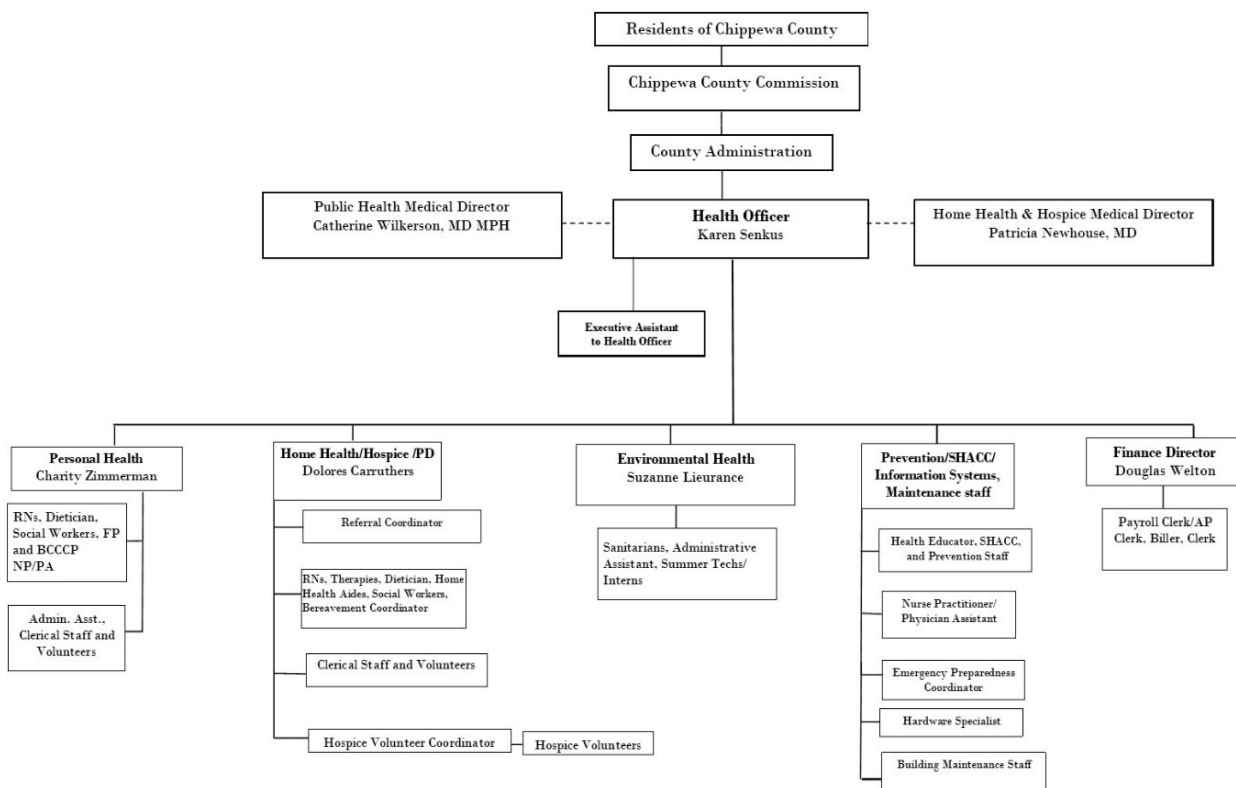 Residents of Chippewa County
Chippewa County Commission
County Administration
Public Health Medical Director
Catherine Wilkerson, MD MPH
Health Officer
Karen Senkus
Home Health & Hospice Medical Director
Patricia Newhouse, MD
Executive Assistant
to Health Officer
Personal Health
Charity Zimmerman
RNs, Dietician,
Social Workers, FP
and BCCCP
NP/PA
Admin. Asst.,
Clerical Staff and
Volunteers
Home Health/Hospice /PD
Dolores Carruthers
Referral Coordinator
RNs, Therapies, Dietician, Home
Health Aides, Social Workers,
Bereavement Coordinator
Clerical Staff and Volunteers
Hospice Volunteer Coordinator
Hospice Volunteers
Environmental Health
Suzanne Lieurance
Sanitarians, Administrative
Assistant, Summer Techs/
Interns
Prevention/SHACC/
Information Systems,
Maintenance staff
Health Educator, SHACC,
and Prevention Staff
Nurse Practitioner/
Physician Assistant
Emergency Preparedness
Coordinator
Hardware Specialist
Building Maintenance Staff
Finance Director
Douglas Welton
Payroll Clerk/AP
Clerk, Biller, Clerk